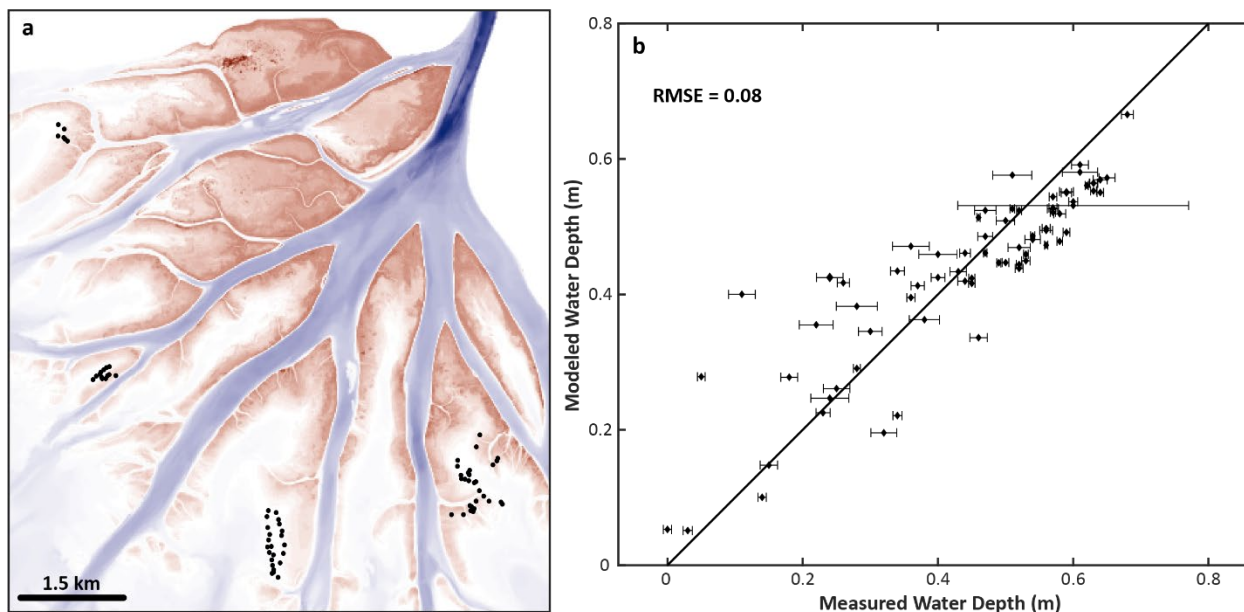 a
1.5 km
b
RMSE = 0.08
0.8
0.6
0.4
0.2
0
Modeled Water Depth (m)
0 0.2 0.4 0.6 0.8
Measured Water Depth (m)